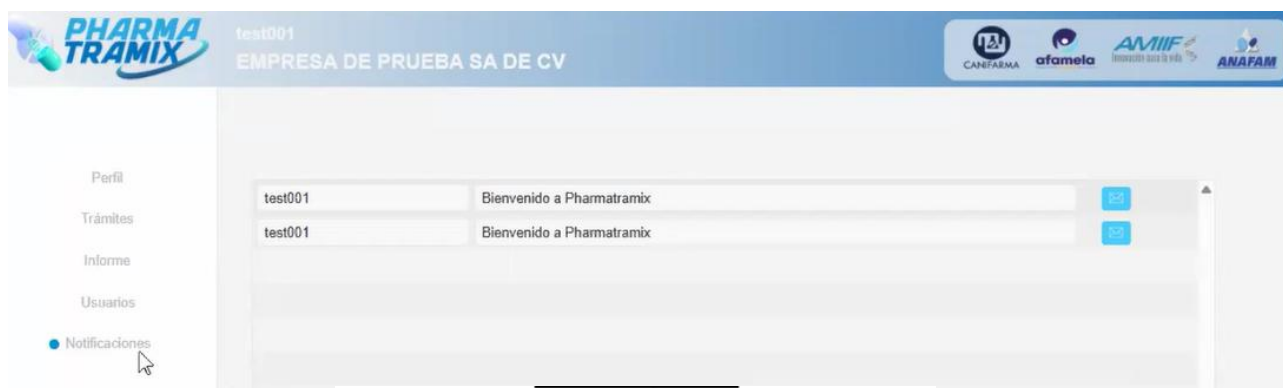 PHARMA
TRAMIX
test001
EMPRESA DE PRUEBA SA DE CV
CANIFARMA
afamela
AMIIF
ANAFAM
Perfil
Trámites
Informe
Usuarios
Notificaciones
test001 Bienvenido a Pharmatramix
test001 Bienvenido a Pharmatramix